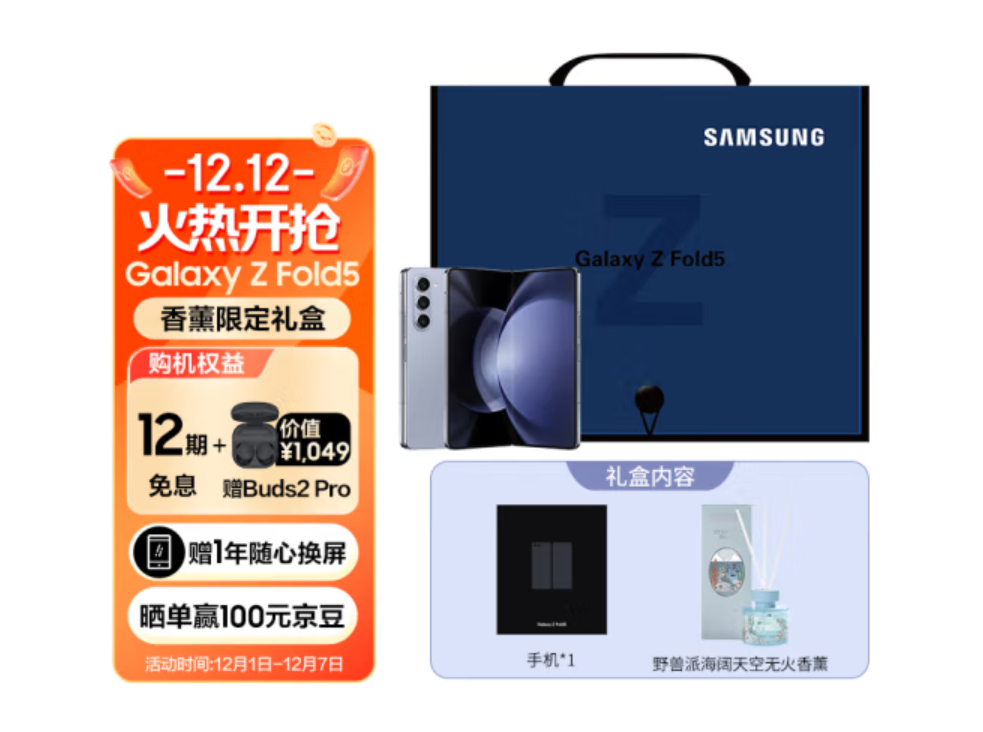 -12.12-
火热开抢
Galaxy Z Fold5
香薰限定礼盒
购机权益
12期
免息
+
价值
¥1,049
赠Buds2 Pro
赠1年随心换屏
晒单赢100元京豆
活动时间:12月1日-12月7日
SAMSUNG
Z
Galaxy Z Fold5
礼盒内容
Galaxy Z Fold5
手机*1
野兽派海阔天空无火香薰